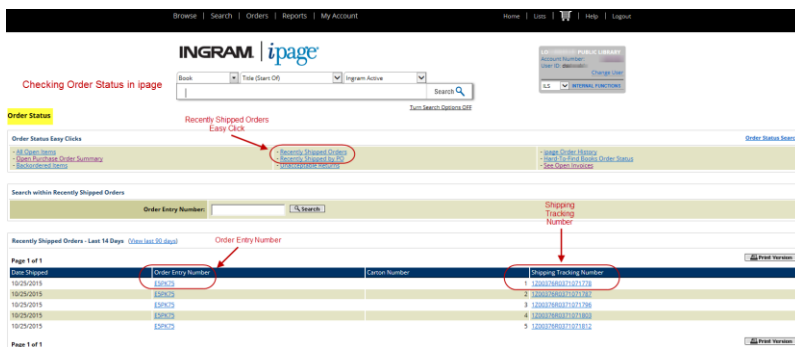 Browse | Search | Orders | Reports | My Account Home | Lists | | Help | Logout
INGRAM | ipage
PUBLIC LIBRARY
Account Number:
User ID:
Change User
ILS INTERNAL FUNCTIONS
Book Title (Start Of) Ingram Active
Search
Turn Search Options OFF
Checking Order Status in ipage
Order Status
Recently Shipped Orders
Easy Click
Order Status Easy Clicks Order Status Search
- All Open Items - Recently Shipped Orders - ipage Order History
- Open Purchase Order Summary - Recently Shipped by PO - Hard-To-Find Books Order Status
- Backordered Items - Unacceptable Returns - See Open Invoices
Search within Recently Shipped Orders
Order Entry Number: Search
Shipping
Tracking
Number
Recently Shipped Orders - Last 14 Days (View last 90 days) Order Entry Number
Page 1 of 1 Print Version
Date Shipped Order Entry Number Carton Number Shipping Tracking Number
10/25/2015 E5PK75 1 1Z00376R0371071778
10/25/2015 E5PK75 2 1Z00376R0371071787
10/25/2015 E5PK75 3 1Z00376R0371071796
10/25/2015 E5PK75 4 1Z00376R0371071803
10/25/2015 E5PK75 5 1Z00376R0371071812
Page 1 of 1 Print Version